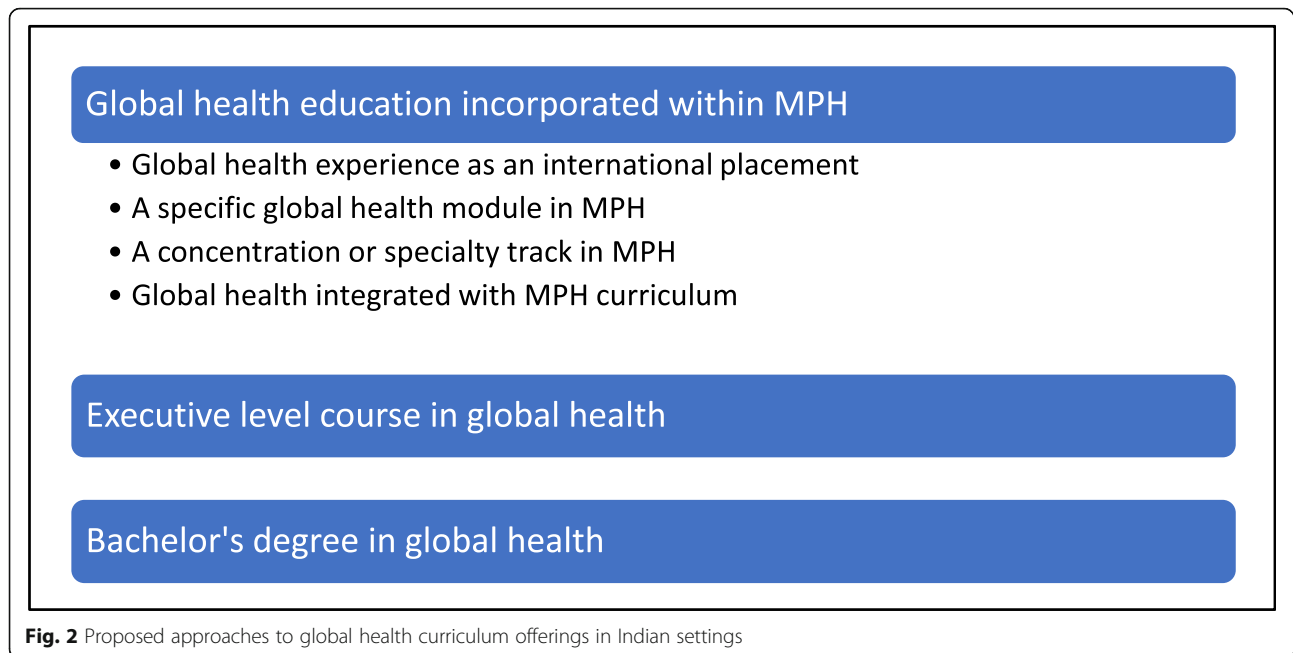 Global health education incorporated within MPH
• Global health experience as an international placement
• A specific global health module in MPH
• A concentration or specialty track in MPH
• Global health integrated with MPH curriculum
Executive level course in global health
Bachelor's degree in global health
Fig. 2 Proposed approaches to global health curriculum offerings in Indian settings